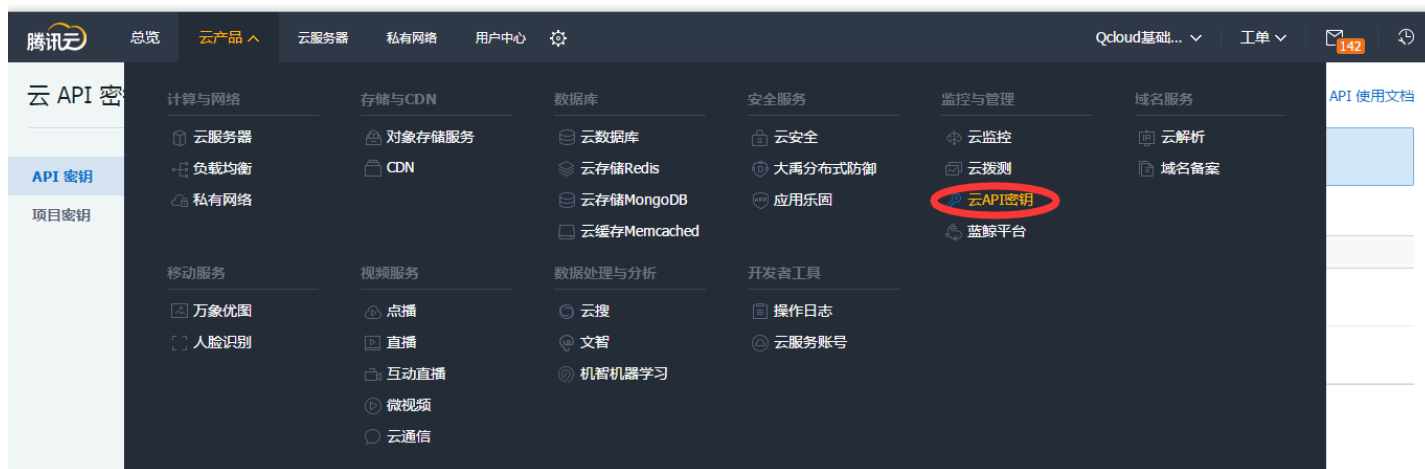 腾讯云 总览 云产品 云服务器 私有网络 用户中心 Qcloud基础... 工单 142
云 API 密
API 使用文档
API 密钥
项目密钥
计算与网络 存储与CDN 数据库 安全服务 监控与管理 域名服务
云服务器 对象存储服务 云数据库 云安全 云监控 云解析
负载均衡 CDN 云存储Redis 大禹分布式防御 云拨测 域名备案
私有网络 云存储MongoDB 应用乐固 云API密钥
云缓存Memcached 蓝鲸平台
移动服务 视频服务 数据处理与分析 开发者工具
万象优图 点播 云搜 操作日志
人脸识别 直播 文智 云服务账号
互动直播 机智机器学习
微视频
云通信